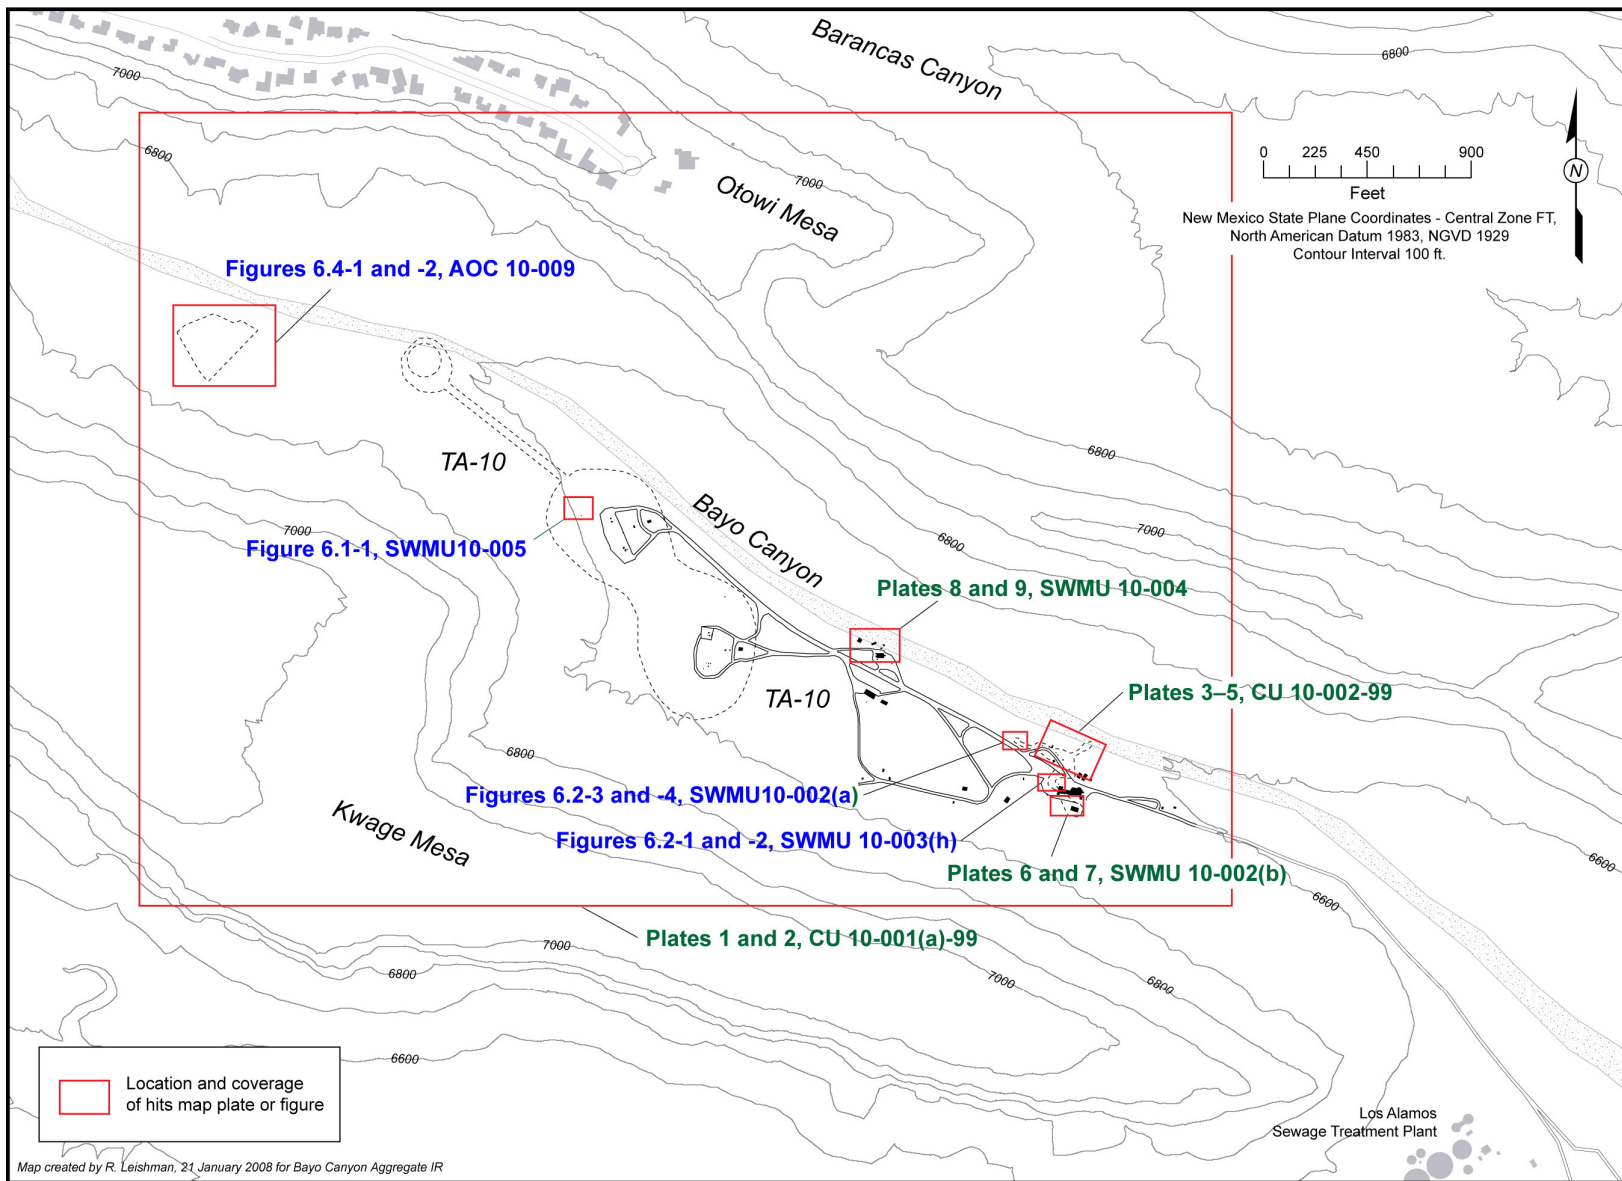 Barancas Canyon
6800
7000
6800
0 225 450 900
Feet
N
New Mexico State Plane Coordinates - Central Zone FT,
North American Datum 1983, NGVD 1929
Contour Interval 100 ft.
7000
Otowi Mesa
Figures 6.4-1 and -2, AOC 10-009
TA-10
6800
Bayo Canyon
7000
7000
6800
Figure 6.1-1, SWMU10-005
Plates 8 and 9, SWMU 10-004
Plates 3–5, CU 10-002-99
TA-10
6800
Figures 6.2-3 and -4, SWMU10-002(a)
Kwage Mesa
Figures 6.2-1 and -2, SWMU 10-003(h)
Plates 6 and 7, SWMU 10-002(b)
6600
6600
Plates 1 and 2, CU 10-001(a)-99
7000
6800
7000
6800
6600
Location and coverage
of hits map plate or figure
Los Alamos
Sewage Treatment Plant
Map created by R. Leishman, 21 January 2008 for Bayo Canyon Aggregate IR